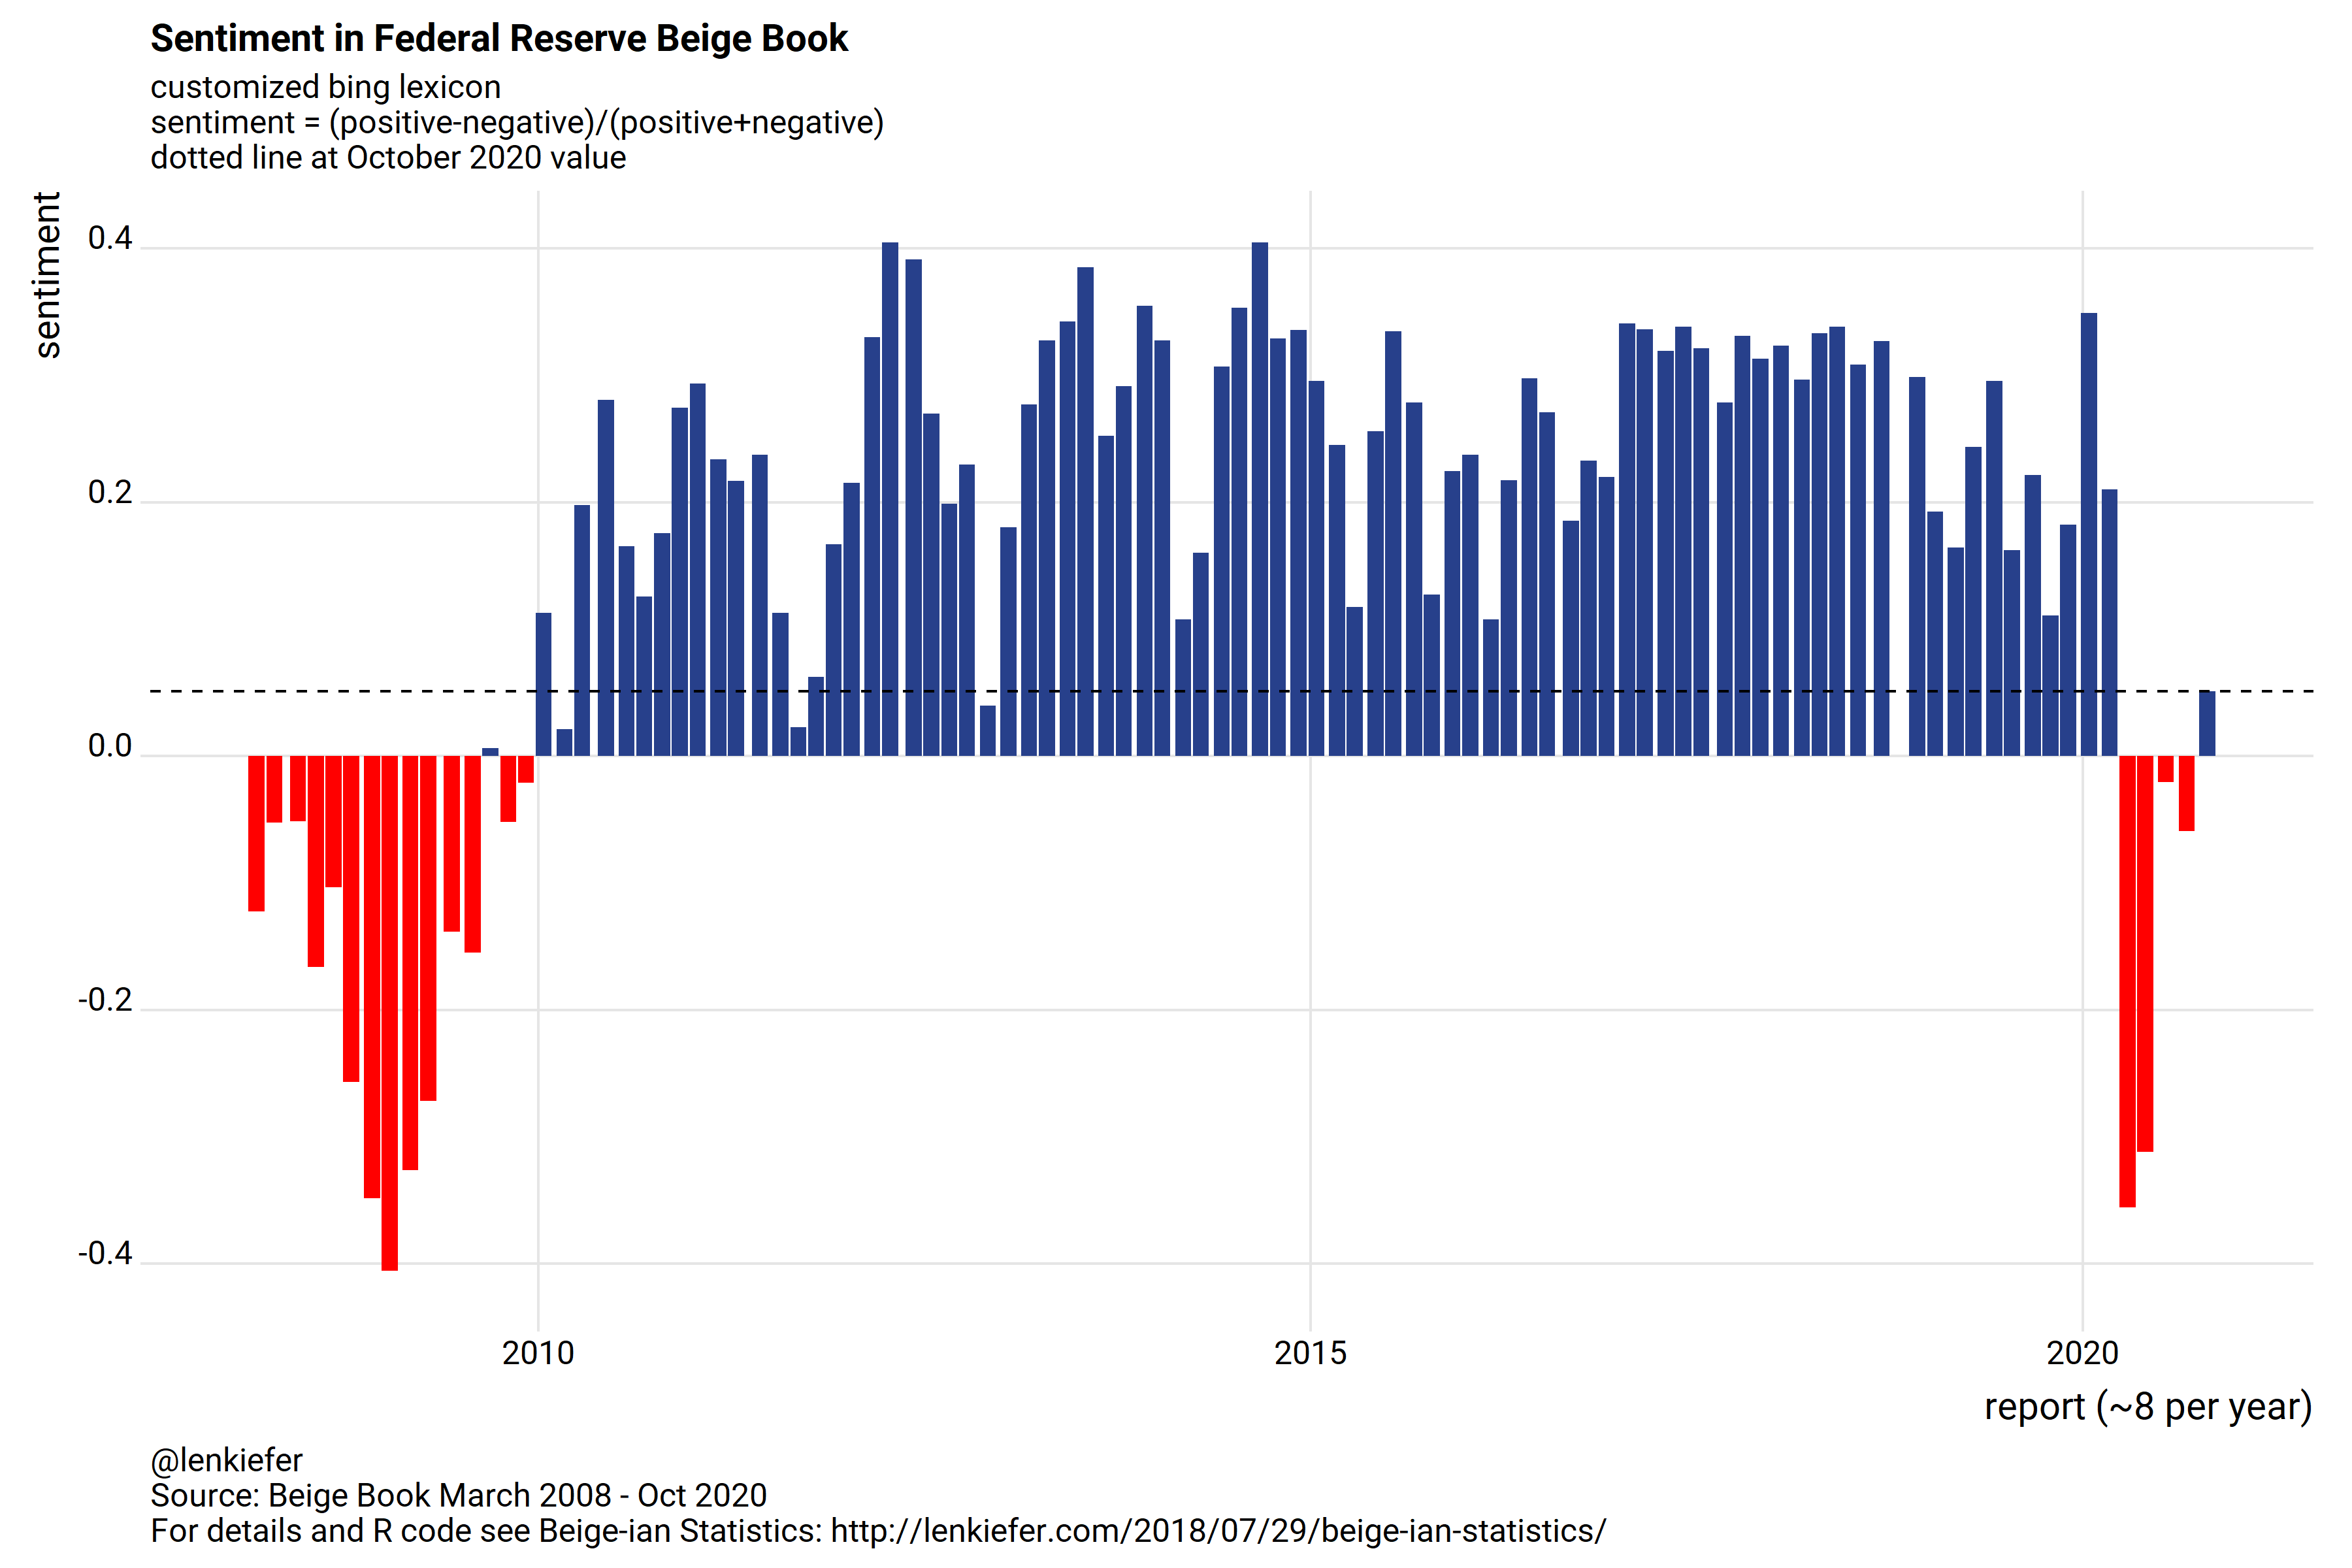 Sentiment in Federal Reserve Beige Book
customized bing lexicon
sentiment = (positive-negative)/(positive+negative)
dotted line at October 2020 value
sentiment
0.4
0.2
0.0
-0.2
-0.4
2010
2015
2020
report (~8 per year)
@lenkiefer
Source: Beige Book March 2008 - Oct 2020
For details and R code see Beige-ian Statistics: http://lenkiefer.com/2018/07/29/beige-ian-statistics/